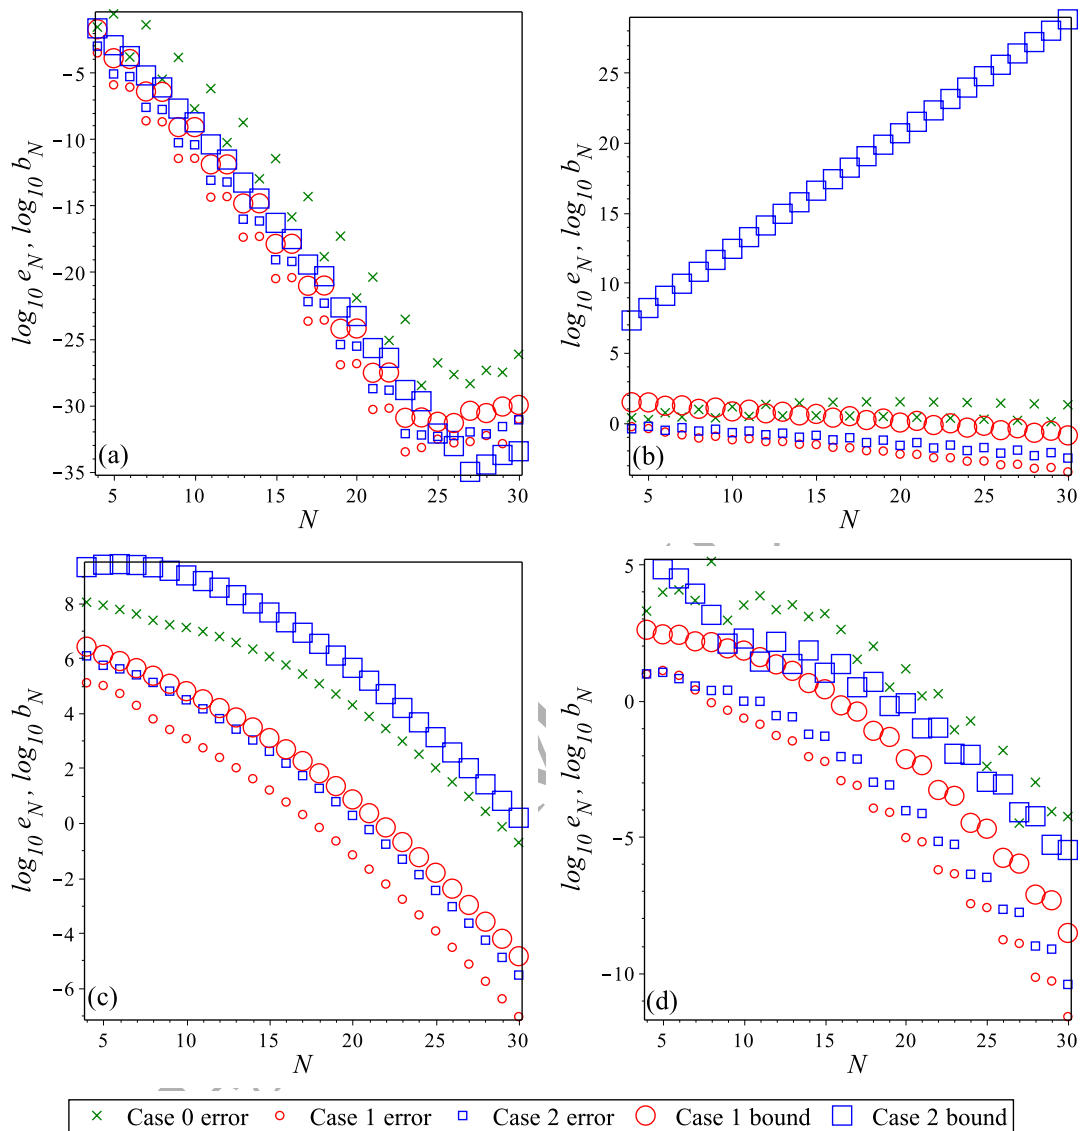 −5
−10
−15
−20
−25
−30
−35
log10 eN, log10 bN
(a)
5 10 15 20 25 30
N
25
20
15
10
5
0
log10 eN, log10 bN
(b)
5 10 15 20 25 30
N
8
6
4
2
0
−2
−4
−6
log10 eN, log10 bN
(c)
5 10 15 20 25 30
N
5
0
−5
−10
log10 eN, log10 bN
(d)
5 10 15 20 25 30
N
Case 0 error Case 1 error Case 2 error Case 1 bound Case 2 bound